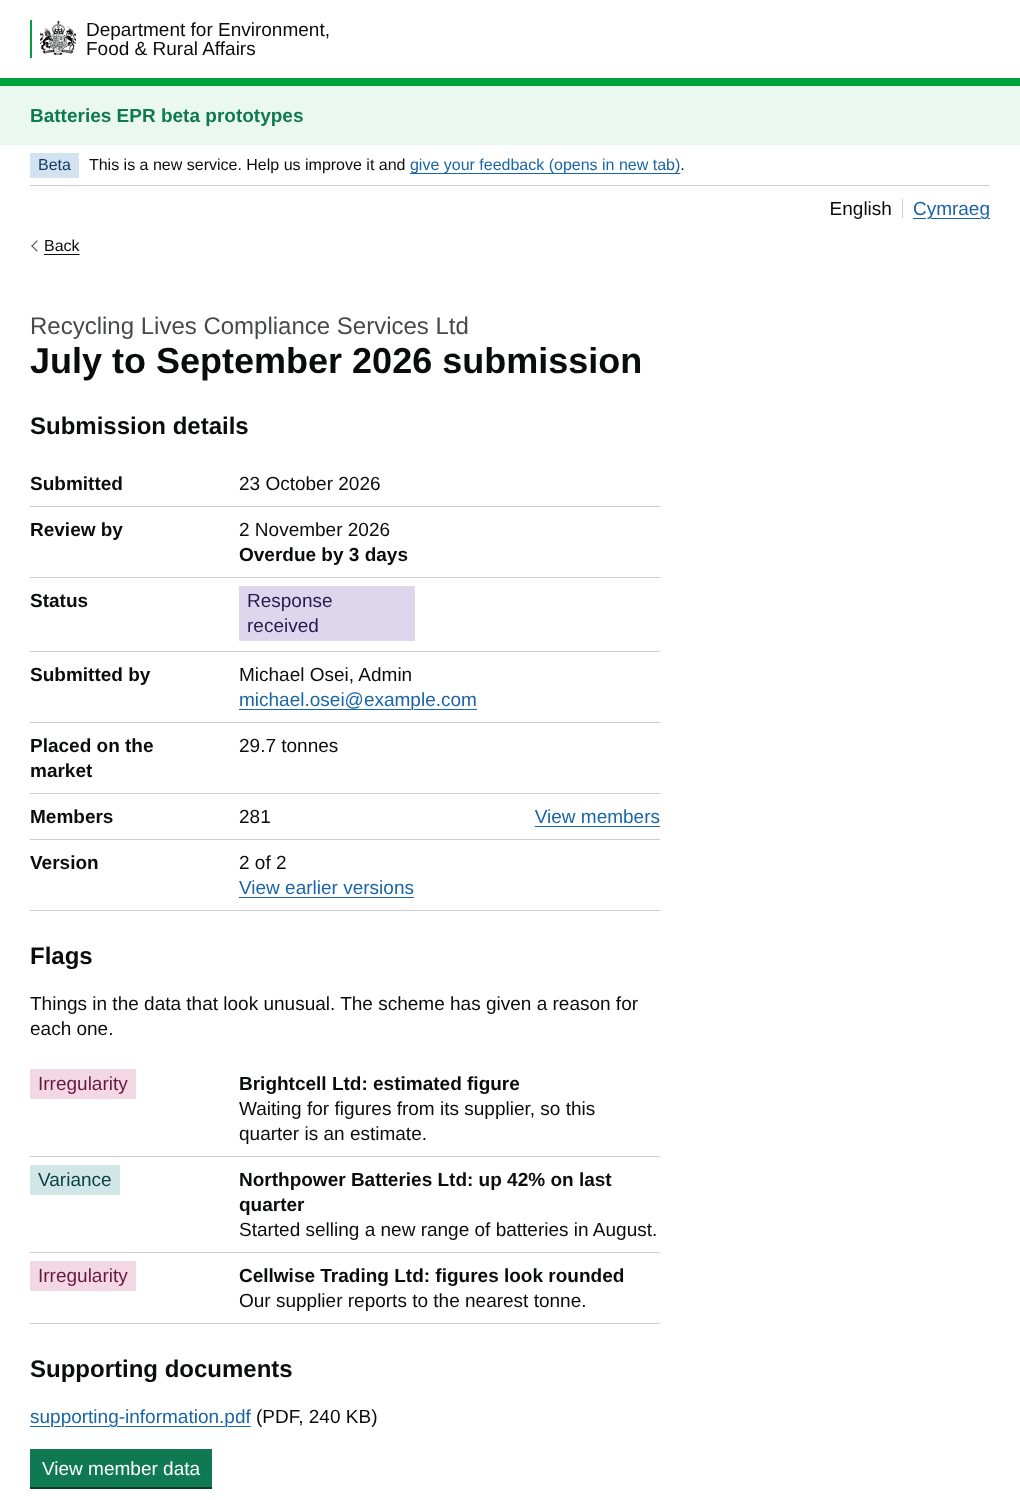 Department for Environment,
Food & Rural Affairs
Batteries EPR beta prototypes
Beta This is a new service. Help us improve it and give your feedback (opens in new tab).
English Cymraeg
Back
Recycling Lives Compliance Services Ltd
July to September 2026 submission
Submission details
Submitted 23 October 2026
Review by 2 November 2026
Overdue by 3 days
Status Response
received
Submitted by Michael Osei, Admin
michael.osei@example.com
Placed on the 29.7 tonnes
market
Members 281 View members
Version 2 of 2
View earlier versions
Flags
Things in the data that look unusual. The scheme has given a reason for
each one.
Irregularity Brightcell Ltd: estimated figure
Waiting for figures from its supplier, so this
quarter is an estimate.
Variance Northpower Batteries Ltd: up 42% on last
quarter
Started selling a new range of batteries in August.
Irregularity Cellwise Trading Ltd: figures look rounded
Our supplier reports to the nearest tonne.
Supporting documents
supporting-information.pdf (PDF, 240 KB)
View member data